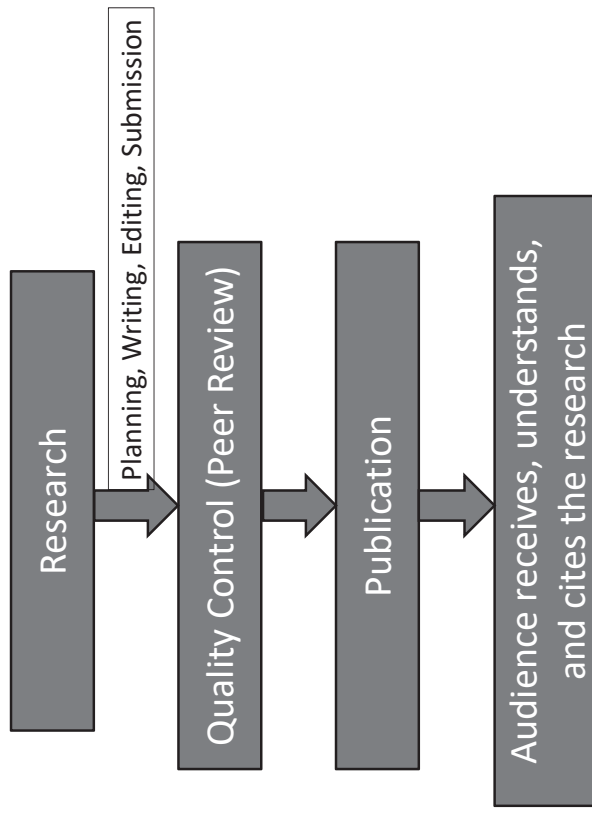 Research
Planning, Writing, Editing, Submission
Quality Control (Peer Review)
Publication
Audience receives, understands,
and cites the research